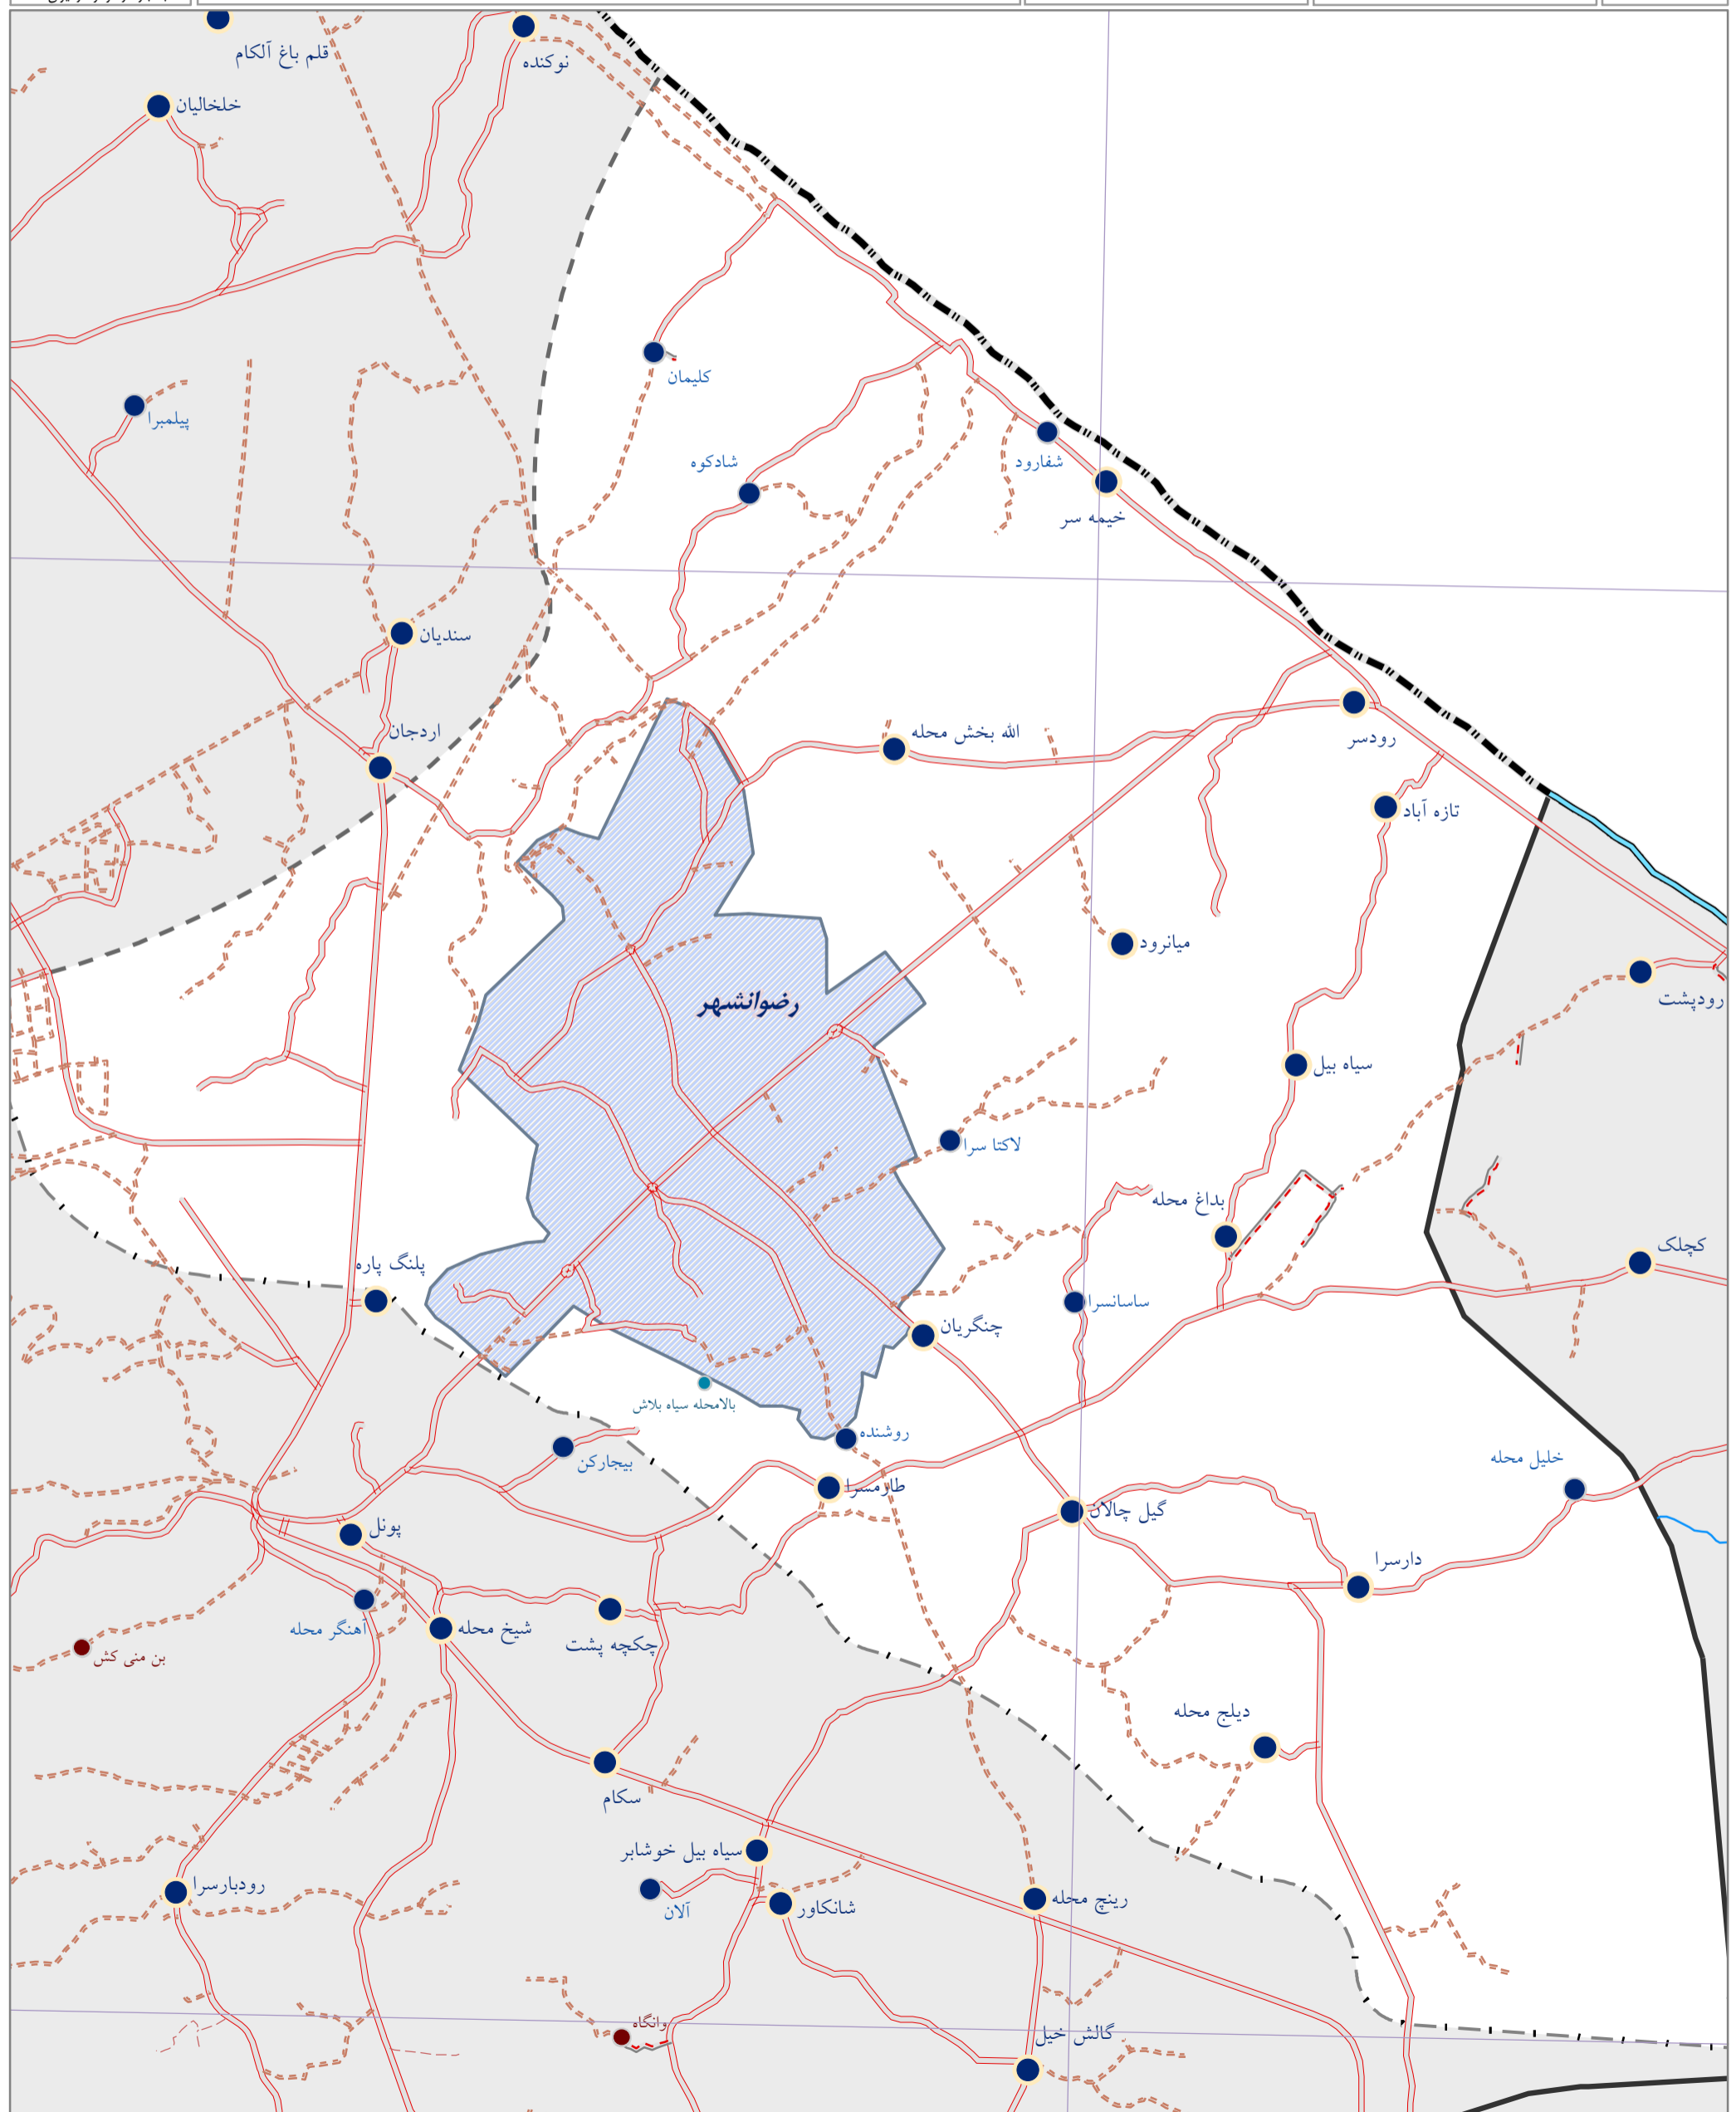 قلم باغ آلکام
نوکنده
خلخالیان
کلیمان
پیلمبرا
شادکوه
شفارود
خیمه سر
سندیان
اردجان
الله بخش محله
رودسر
تازه آباد
میانرود
رودپشت
رضوانشهر
سیاه بیل
لاکتا سرا
بداغ محله
کچلک
پلنگ پاره
ساسانسرا
چنگریان
بالامحله سیاه بلاش
روشنده
بیجارکن
خلیل محله
طارمسرا
گیل چالان
پونل
دارسرا
آهنگر محله
شیخ محله
چکچه پشت
بن منی کش
دیلج محله
سکام
سیاه بیل خوشابر
رودبارسرا
آلان
شانکاور
رینچ محله
وانگاه
گالش خیل